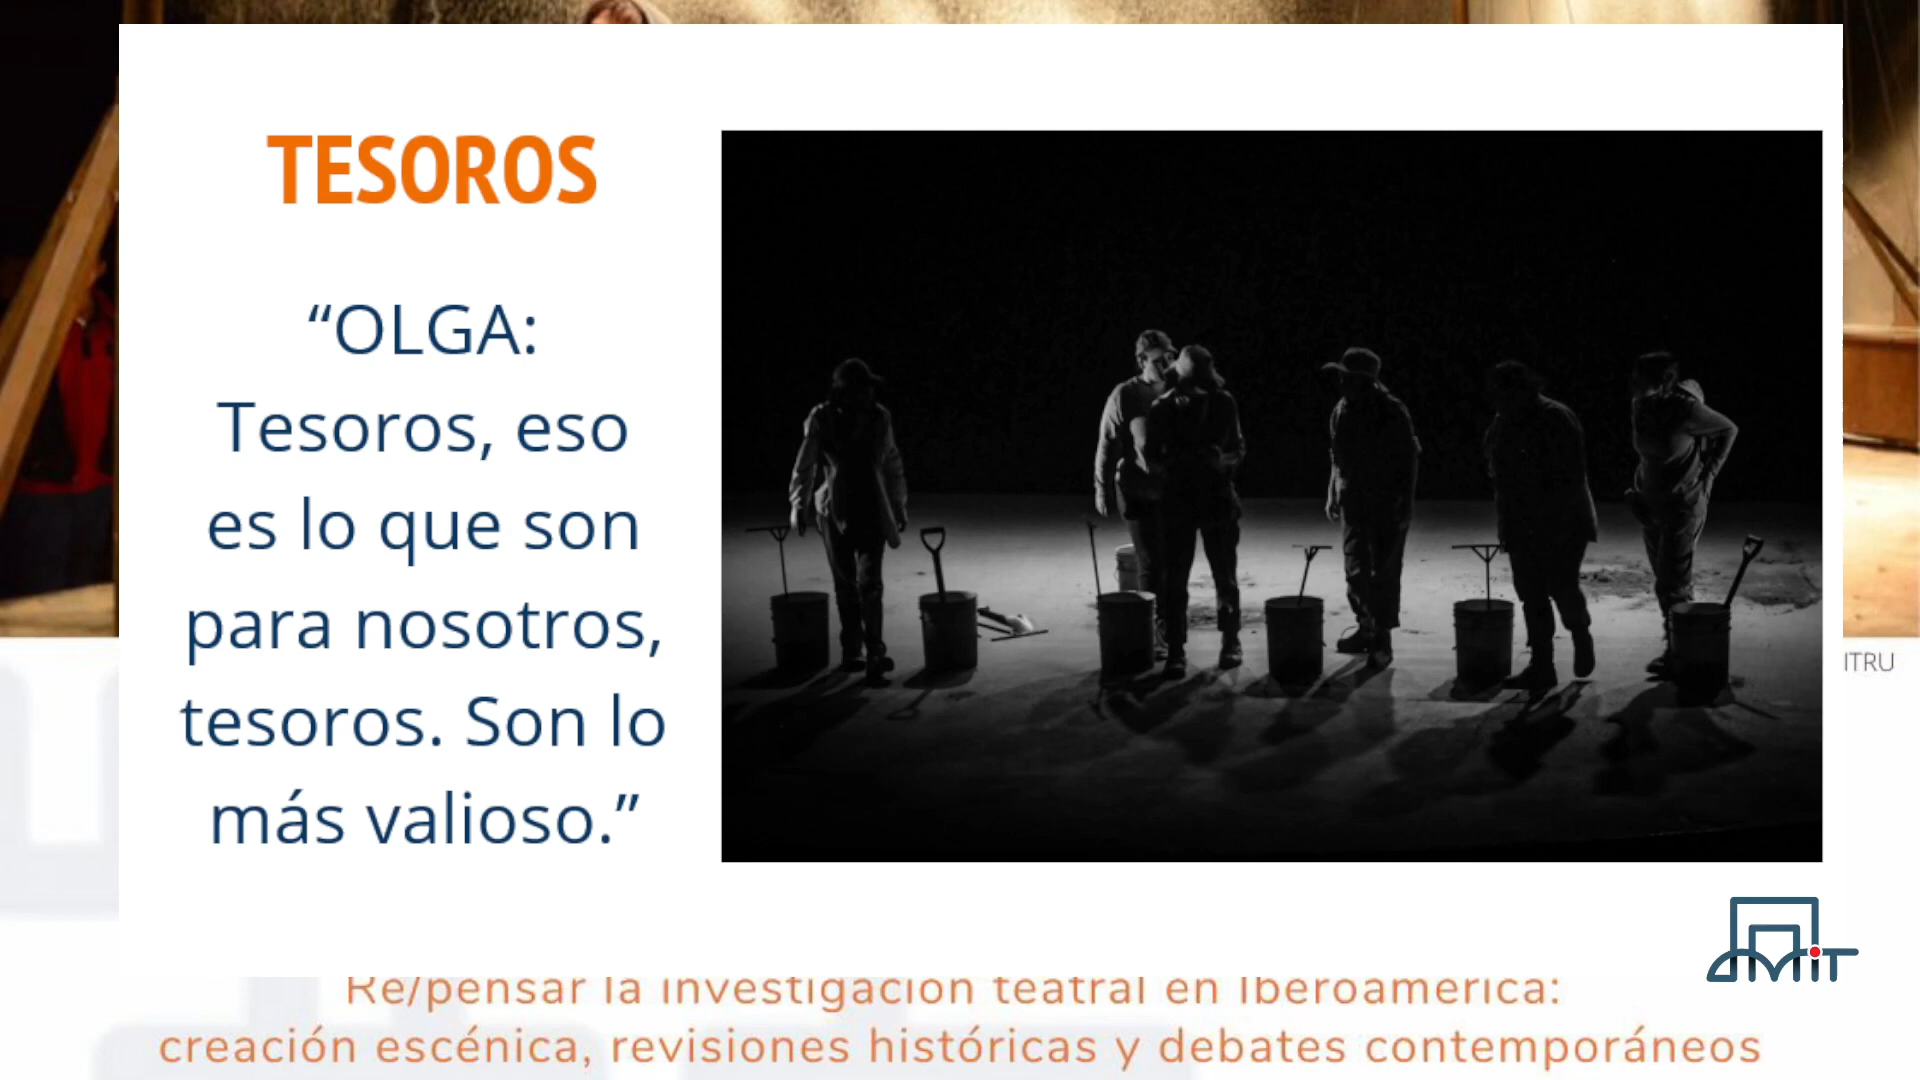 TESOROS
“OLGA:
Tesoros, eso
es lo que son
para nosotros,
tesoros. Son lo
más valioso.”
ITRU
amit
Re/pensar la investigación teatral en Iberoamérica:
creación escénica, revisiones históricas y debates contemporáneos